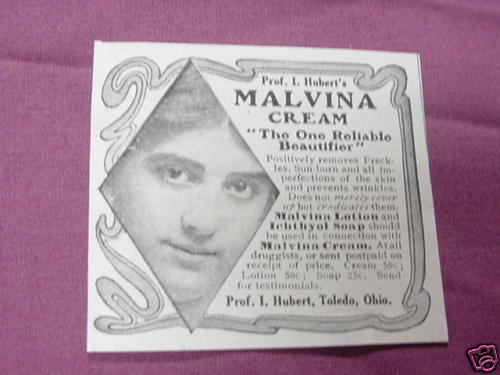 Prof. I. Hubert's
MALVINA
CREAM
"The One Reliable
Beautifier"
Positively removes Freck-
les, Sun-burn and all Im-
perfections of the skin
and prevents wrinkles.
Does not merely cover
up but eradicates them.
Malvina Lotion and
Ichthyol Soap should
be used in connection with
Malvina Cream. At all
druggists, or sent postpaid on
receipt of price. Cream 50c;
Lotion 50c; Soap 25c. Send
for testimonials.
Prof. I. Hubert, Toledo, Ohio.